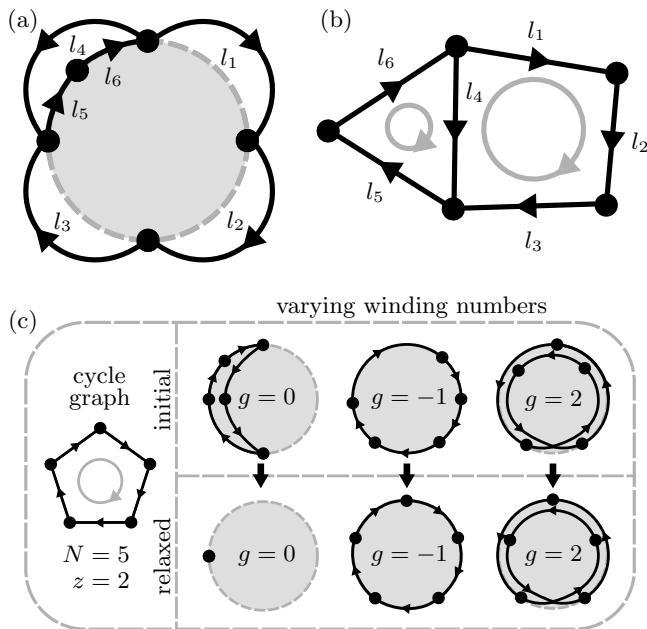 (a)
l₄
l₁
l₆
l₅
l₃
l₂
(b)
l₁
l₆
l₄
l₂
l₅
l₃
(c)
varying winding numbers
cycle
graph
N = 5
z = 2
initial
g = 0
g = −1
g = 2
relaxed
g = 0
g = −1
g = 2